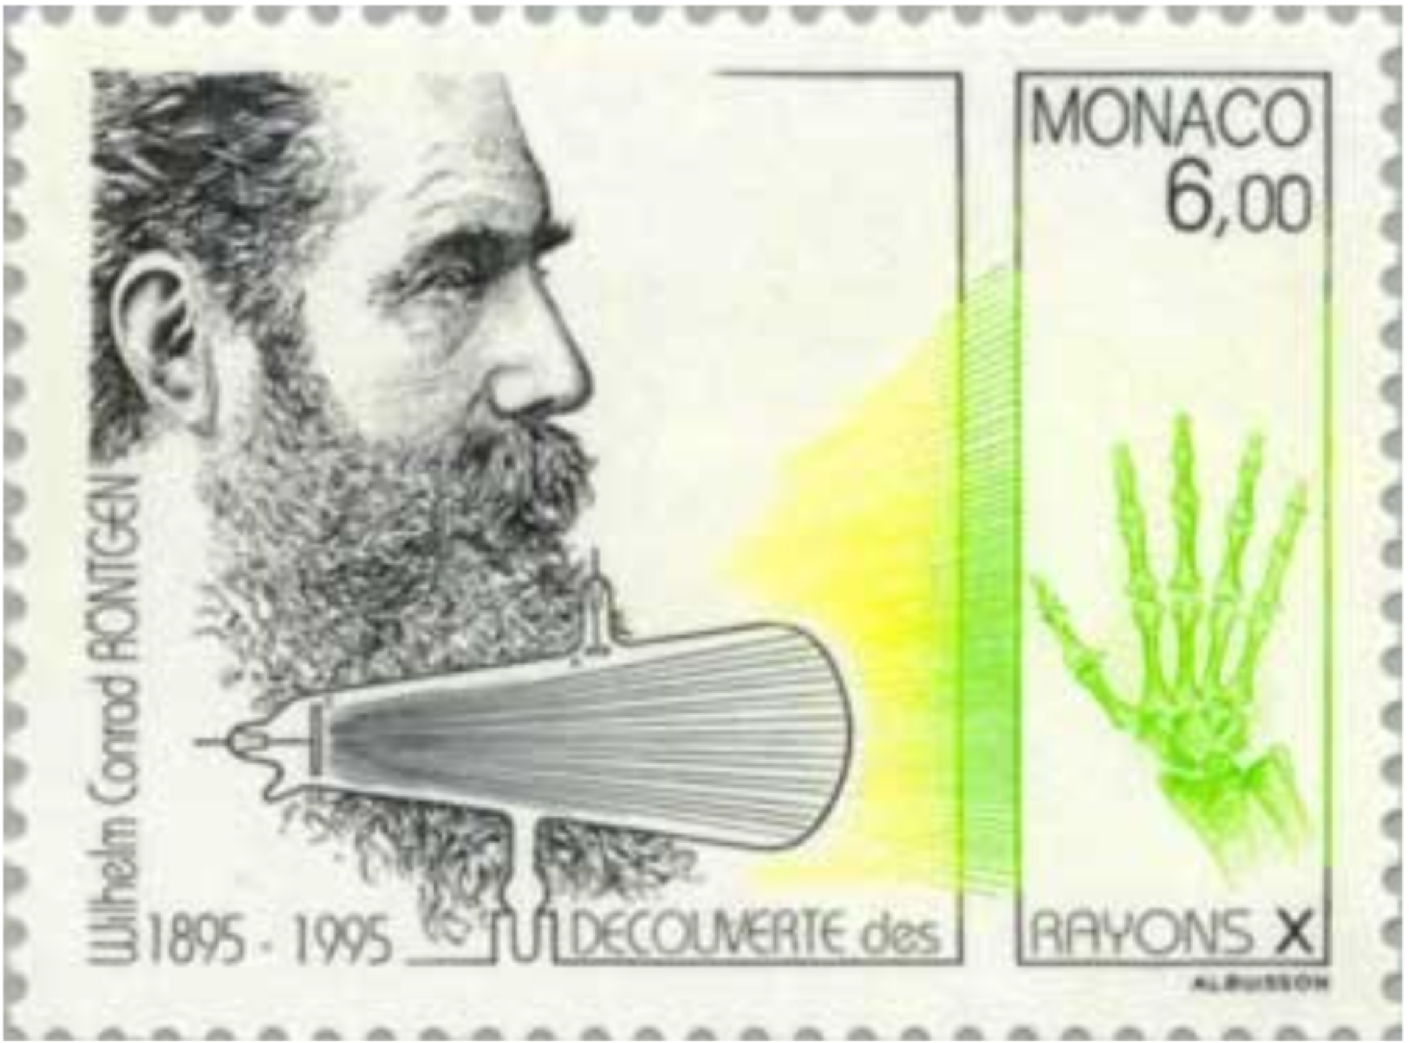 MONACO
6,00
Wilhelm Conrad RONTGEN
1895 - 1995
DECOUVERTE des
RAYONS X
ALBUISSON